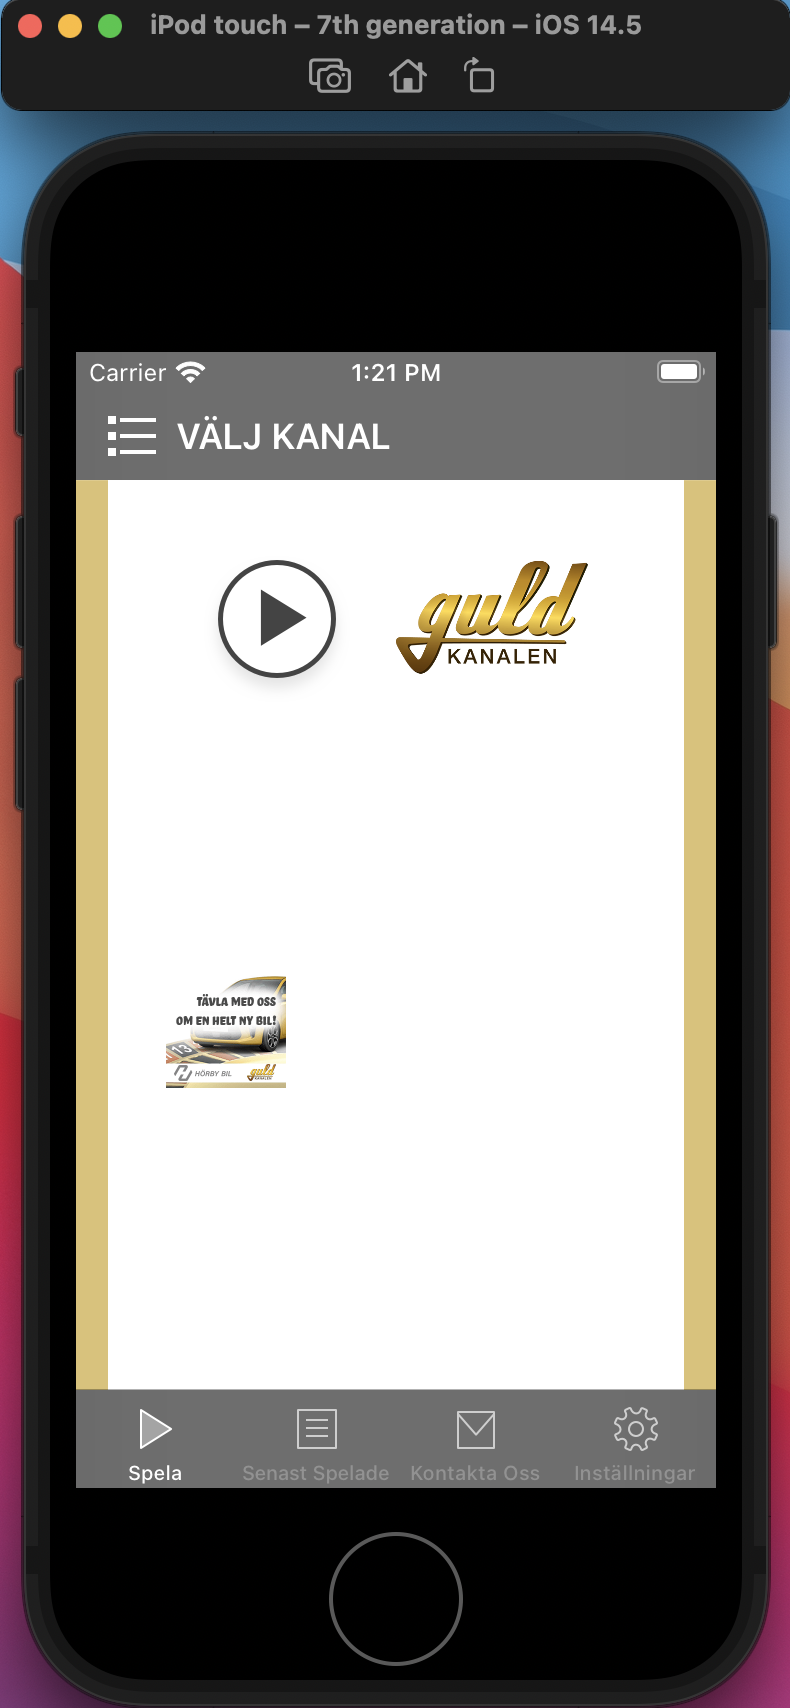 iPod touch – 7th generation – iOS 14.5
Carrier 1:21 PM
VÄLJ KANAL
guld
KANALEN
TÄVLA MED OSS
OM EN HELT NY BIL!
13
HÖRBY BIL guld
KANALEN
Spela Senast Spelade Kontakta Oss Inställningar